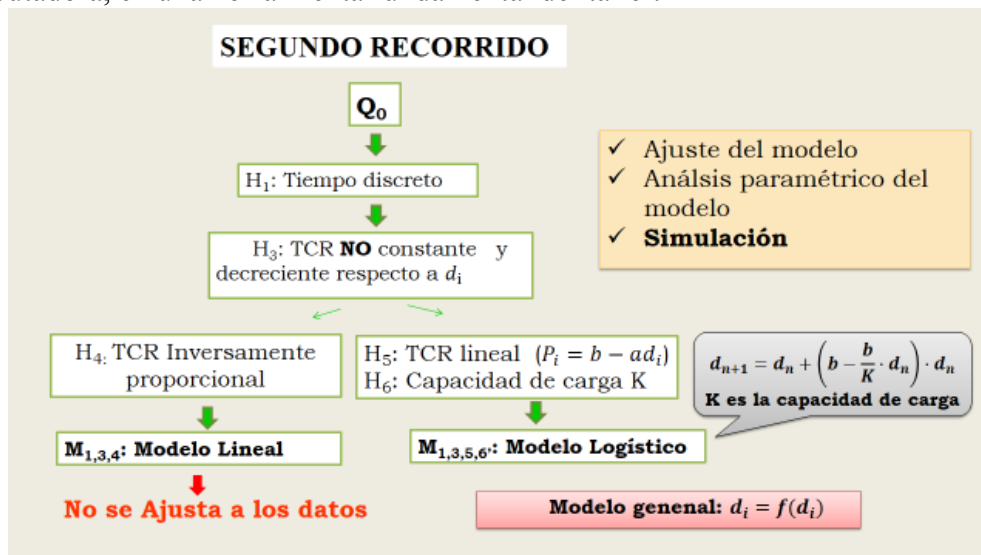 SEGUNDO RECORRIDO
Q₀
H₁: Tiempo discreto
H₃: TCR NO constante y
decreciente respecto a dᵢ
✓ Ajuste del modelo
✓ Análsis paramétrico del
modelo
✓ Simulación
H₄: TCR Inversamente
proporcional
H₅: TCR lineal (Pᵢ = b − adᵢ)
H₆: Capacidad de carga K
dₙ₊₁ = dₙ + (b − b/K · dₙ) · dₙ
K es la capacidad de carga
M₁,₃,₄: Modelo Lineal
M₁,₃,₅,₆,: Modelo Logístico
No se Ajusta a los datos
Modelo genenal: dᵢ = f(dᵢ)